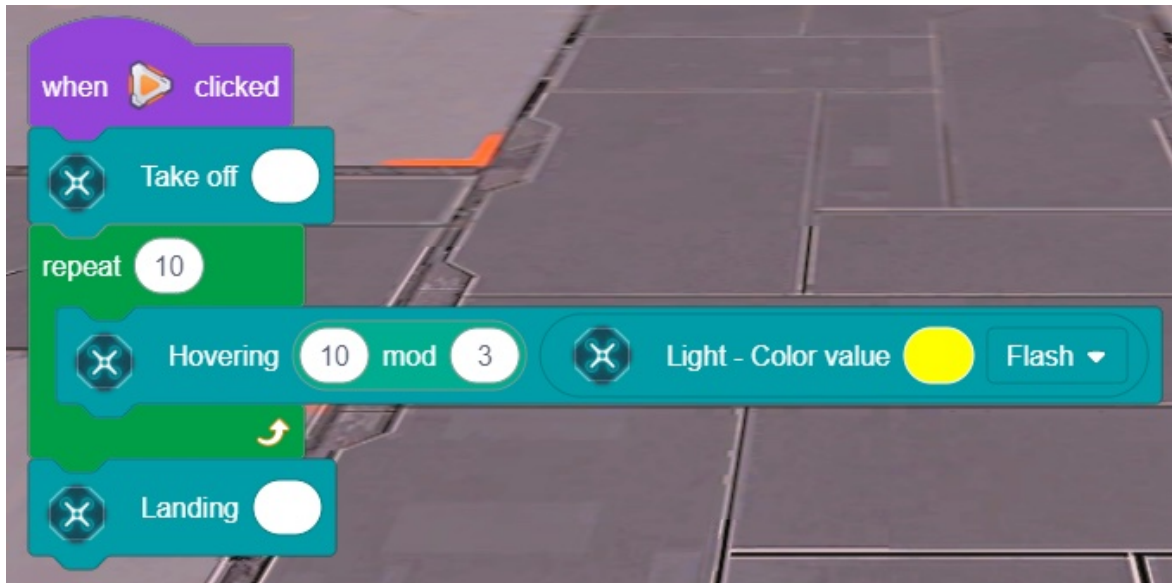 when clicked
Take off
repeat 10
Hovering 10 mod 3 Light - Color value Flash
Landing